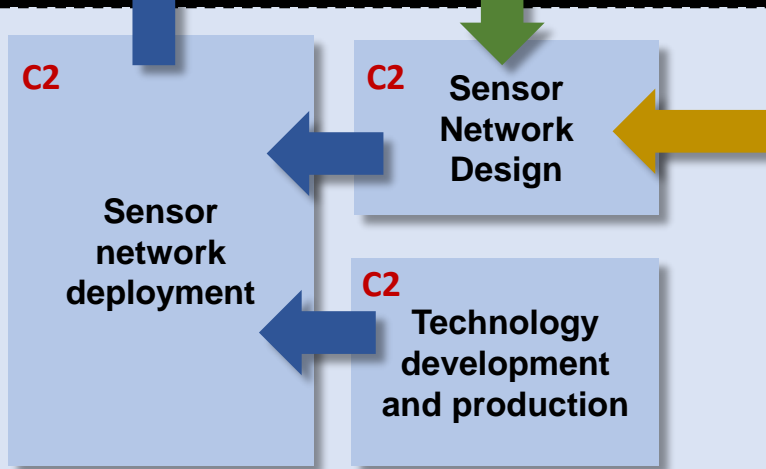 C2
Sensor
network
deployment
C2
Sensor
Network
Design
C2
Technology
development
and production